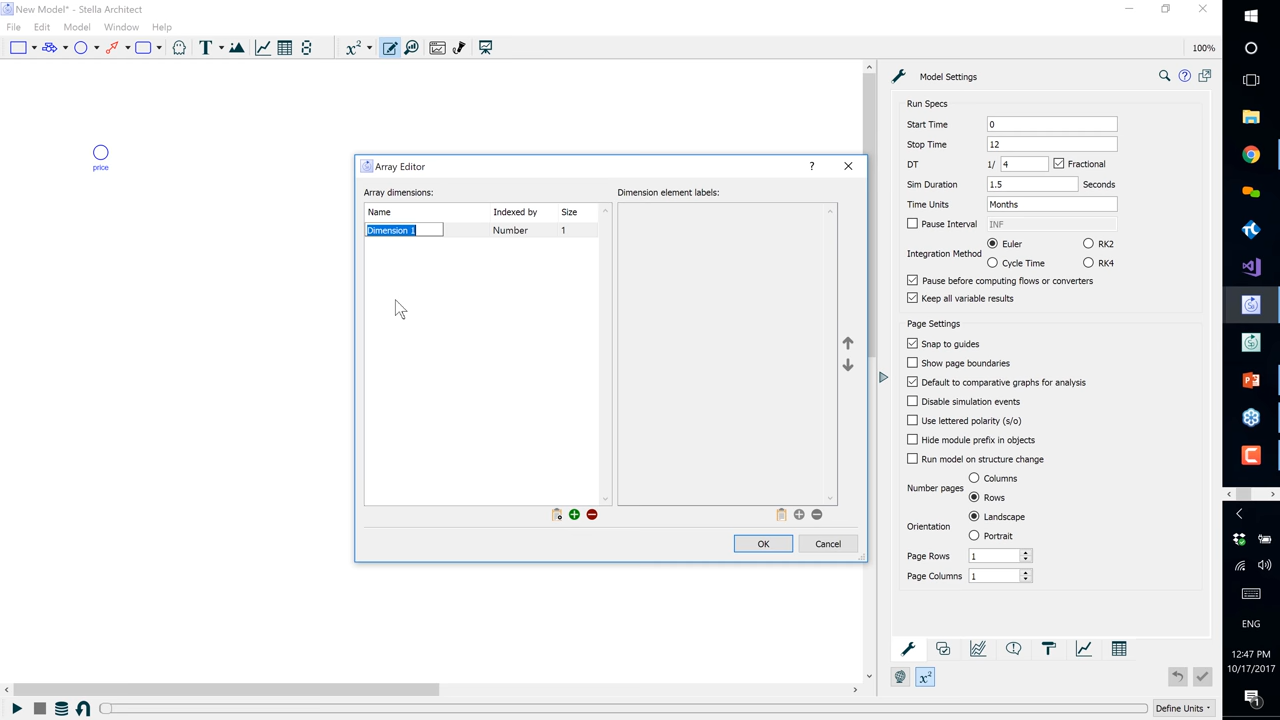 New Model* - Stella Architect
File Edit Model Window Help
T x² 100%
price
Array Editor ?
Array dimensions: Dimension element labels:
Name Indexed by Size
Dimension 1 Number 1
OK Cancel
Model Settings
Run Specs
Start Time 0
Stop Time 12
DT 1/ 4 Fractional
Sim Duration 1.5 Seconds
Time Units Months
Pause Interval INF
Integration Method Euler RK2
Cycle Time RK4
Pause before computing flows or converters
Keep all variable results
Page Settings
Snap to guides
Show page boundaries
Default to comparative graphs for analysis
Disable simulation events
Use lettered polarity (s/o)
Hide module prefix in objects
Run model on structure change
Number pages Columns
Rows
Orientation Landscape
Portrait
Page Rows 1
Page Columns 1
x²
Define Units
ENG
12:47 PM
10/17/2017
1